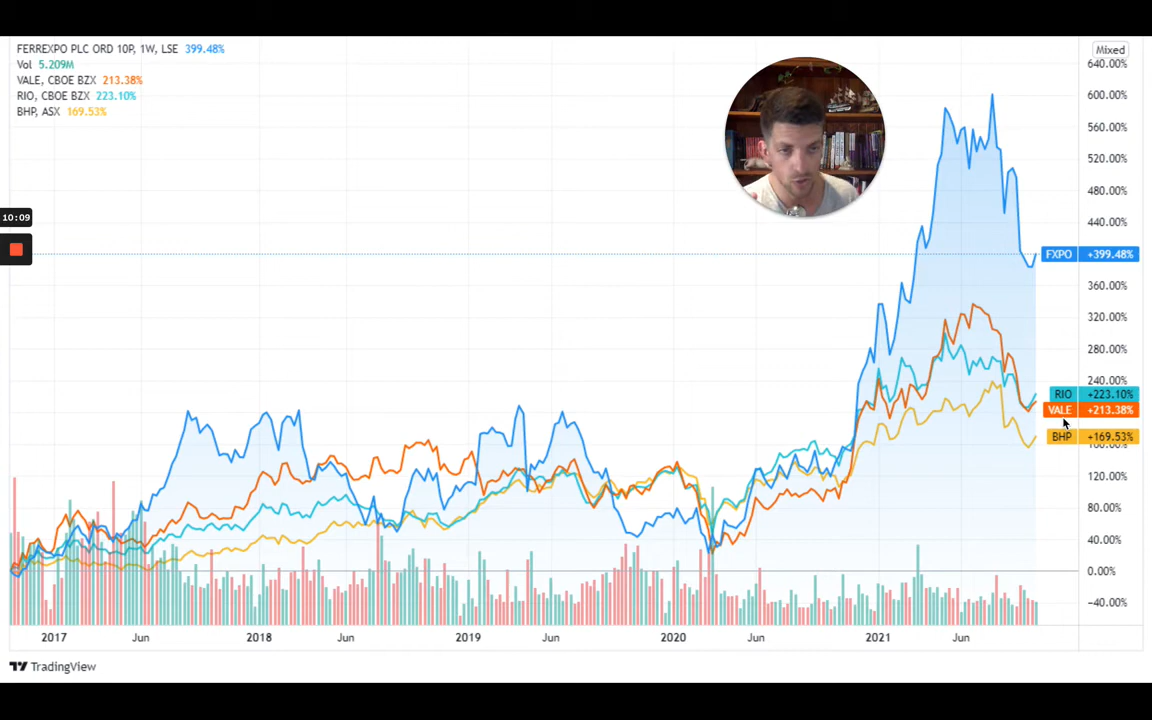 FERREXPO PLC ORD 10P, 1W, LSE 399.48%
Vol 5.209M
VALE, CBOE BZX 213.38%
RIO, CBOE BZX 223.10%
BHP, ASX 169.53%
10:09
Mixed
640.00%
600.00%
560.00%
520.00%
480.00%
440.00%
FXPO +399.48%
360.00%
320.00%
280.00%
240.00%
RIO +223.10%
VALE +213.38%
BHP +169.53%
160.00%
120.00%
80.00%
40.00%
0.00%
−40.00%
2017 Jun 2018 Jun 2019 Jun 2020 Jun 2021 Jun
TradingView